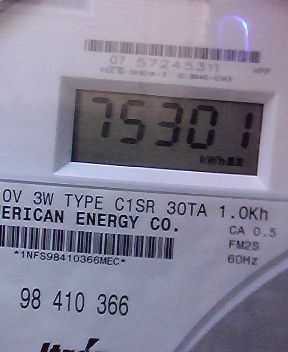 07 57245311
75301
kWh
0V 3W TYPE C1SR 30TA 1.0Kh
ERICAN ENERGY CO.
CA 0.5
FM2S
60Hz
*1NFS98410366MEC*
98 410 366